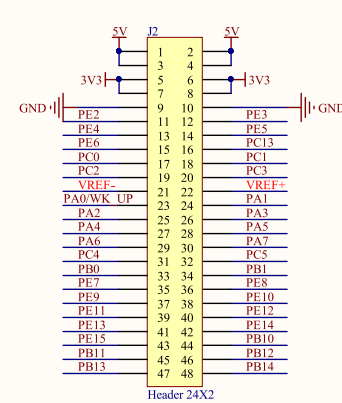 5V J2 5V
1 2
3 4
3V3 5 6 3V3
7 8
GND 9 10 GND
PE2 11 12 PE3
PE4 13 14 PE5
PE6 15 16 PC13
PC0 17 18 PC1
PC2 19 20 PC3
VREF- 21 22 VREF+
PA0/WK_UP 23 24 PA1
PA2 25 26 PA3
PA4 27 28 PA5
PA6 29 30 PA7
PC4 31 32 PC5
PB0 33 34 PB1
PE7 35 36 PE8
PE9 37 38 PE10
PE11 39 40 PE12
PE13 41 42 PE14
PE15 43 44 PB10
PB11 45 46 PB12
PB13 47 48 PB14
Header 24X2